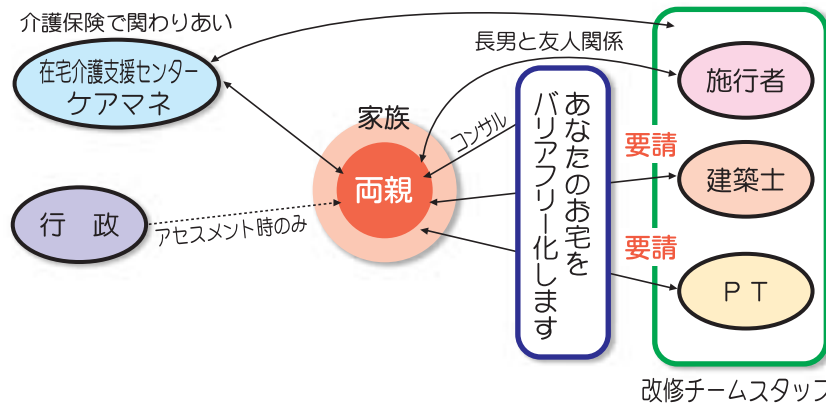 介護保険で関わりあい
在宅介護支援センター
ケアマネ
行　政
アセスメント時のみ
家族
両親
コンサル
長男と友人関係
あなたのお宅を
バリアフリー化します
要請
要請
施行者
建築士
ＰＴ
改修チームスタッフ